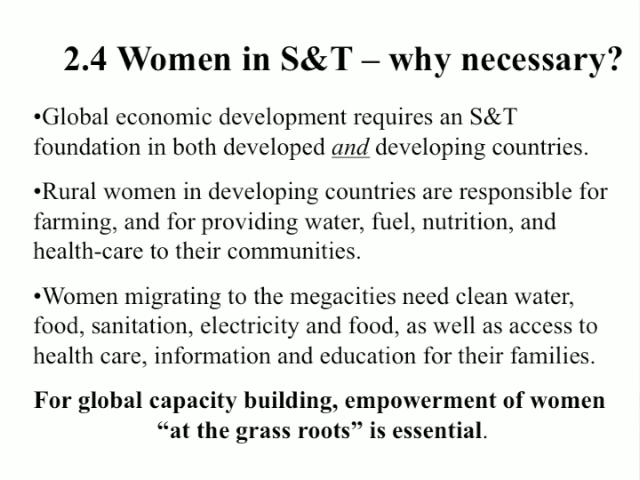 2.4 Women in S&T – why necessary?
•Global economic development requires an S&T
foundation in both developed and developing countries.
•Rural women in developing countries are responsible for
farming, and for providing water, fuel, nutrition, and
health-care to their communities.
•Women migrating to the megacities need clean water,
food, sanitation, electricity and food, as well as access to
health care, information and education for their families.
For global capacity building, empowerment of women
“at the grass roots” is essential.